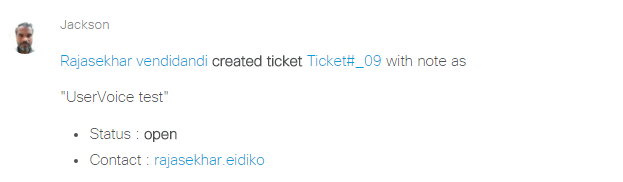 Jackson
Rajasekhar vendidandi created ticket Ticket#_09 with note as
"UserVoice test"
Status : open
Contact : rajasekhar.eidiko